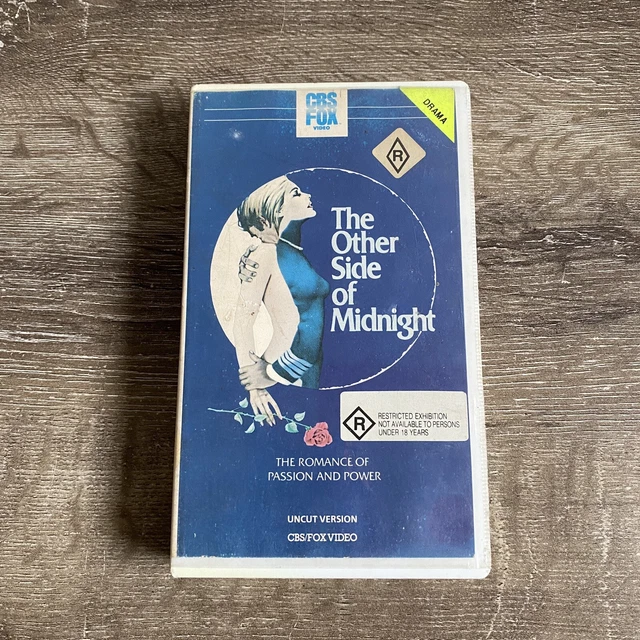 CBS
FOX
VIDEO
DRAMA
R
The
Other
Side
of
Midnight
R
RESTRICTED EXHIBITION
NOT AVAILABLE TO PERSONS
UNDER 18 YEARS
THE ROMANCE OF
PASSION AND POWER
UNCUT VERSION
CBS/FOX VIDEO